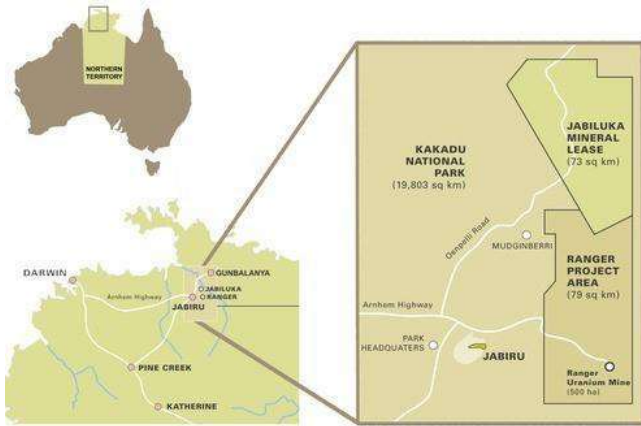 NORTHERN
TERRITORY
DARWIN
GUNBALANYA
JABILUKA
RANGER
Arnhem Highway
JABIRU
PINE CREEK
KATHERINE
KAKADU
NATIONAL
PARK
(19,803 sq km)
JABILUKA
MINERAL
LEASE
(73 sq km)
Oenpelli Road
MUDGINBERRI
RANGER
PROJECT
AREA
(79 sq km)
Arnhem Highway
PARK
HEADQUATERS
JABIRU
Ranger
Uranium Mine
(500 ha)